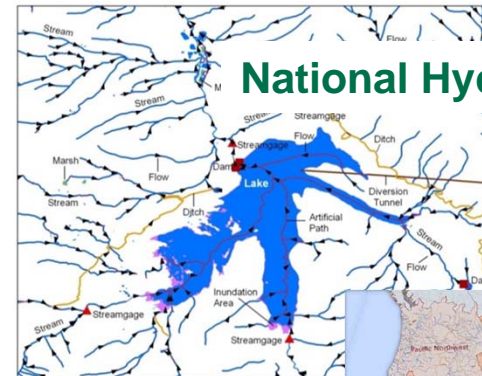 Stream
Flow
National Hy
Stream
Streamgage
Streamgage
Flow
Ditch
Marsh
Dam
Flow
Lake
Stream
Diversion
Tunnel
Ditch
Artificial
Path
Stream
Flow
Inundation
Area
Da
Streamgage
Stream
Streamgage
Pacific Northwest